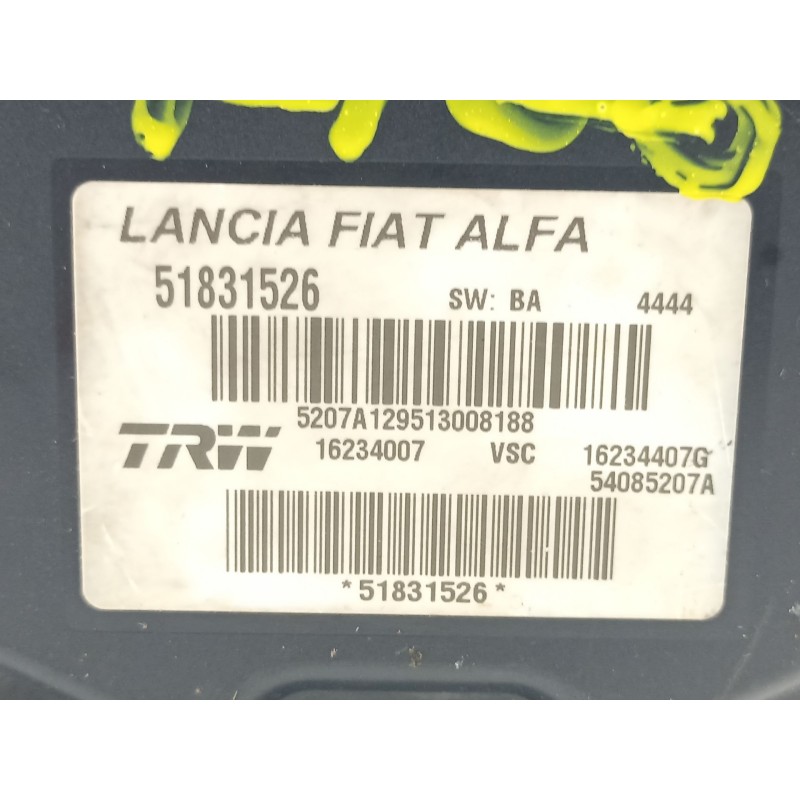 LANCIA FIAT ALFA
51831526 SW: BA 4444
5207A129513008188
TRW 16234007 VSC 16234407G
54085207A
*51831526*